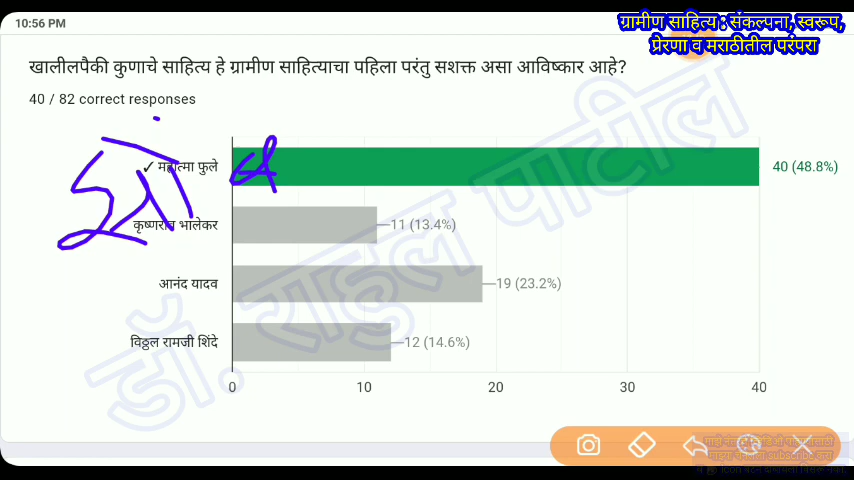 10:56 PM
ग्रामीण साहित्य : संकल्पना, स्वरूप,
प्रेरणा व मराठीतील परंपरा
खालीलपैकी कुणाचे साहित्य हे ग्रामीण साहित्याचा पहिला परंतु सशक्त असा आविष्कार आहे?
40 / 82 correct responses
✓ महात्मा फुले
40 (48.8%)
कृष्णराव भालेकर
11 (13.4%)
आनंद यादव
19 (23.2%)
विठ्ठल रामजी शिंदे
12 (14.6%)
0 10 20 30 40
डॉ. राहुल पाटील